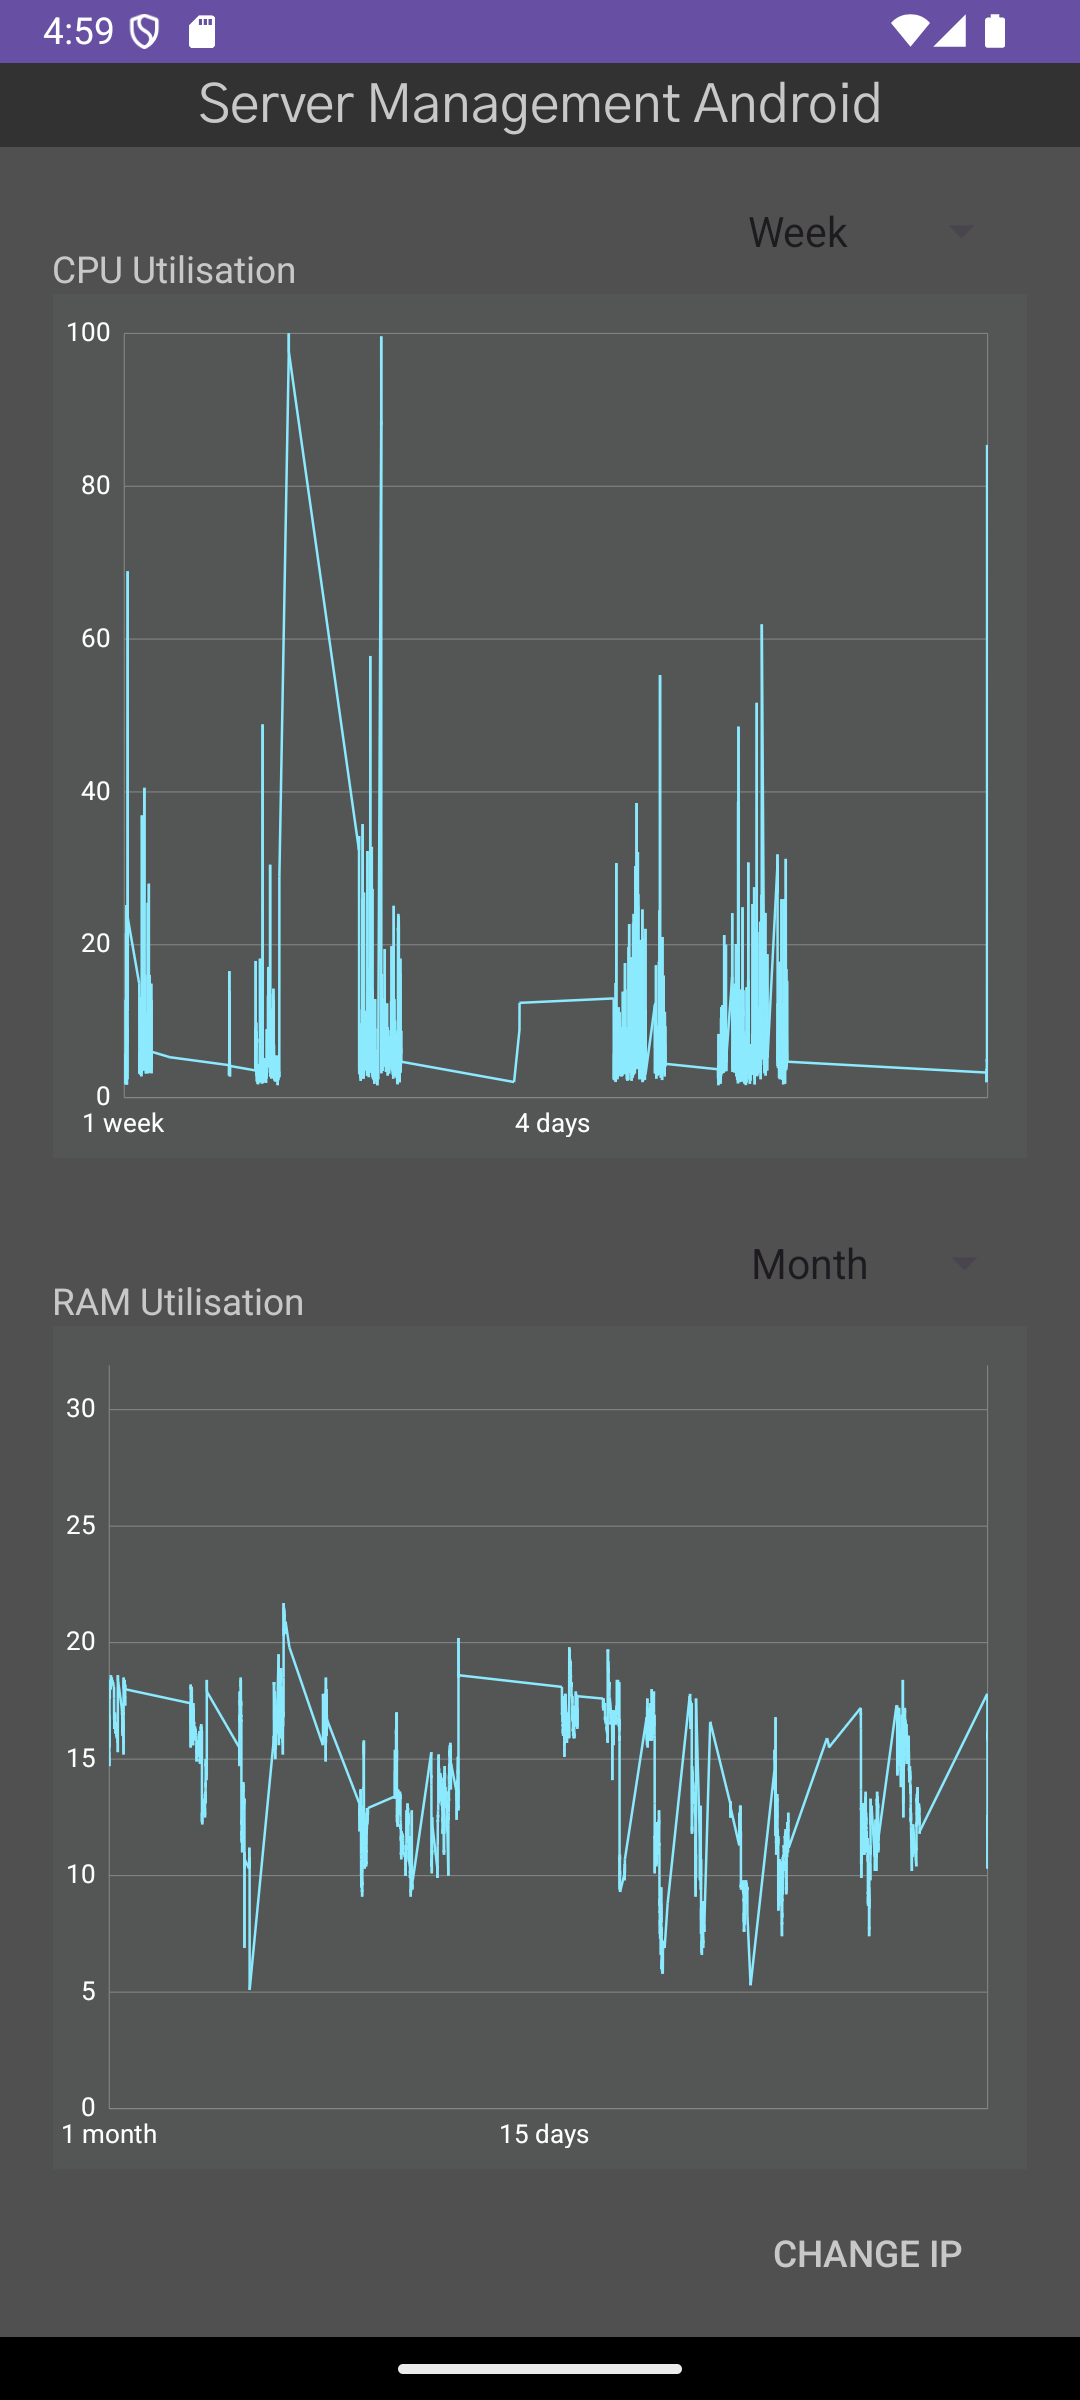 4:59
Server Management Android
Week
CPU Utilisation
100
80
60
40
20
0
1 week
4 days
Month
RAM Utilisation
30
25
20
15
10
5
0
1 month
15 days
CHANGE IP